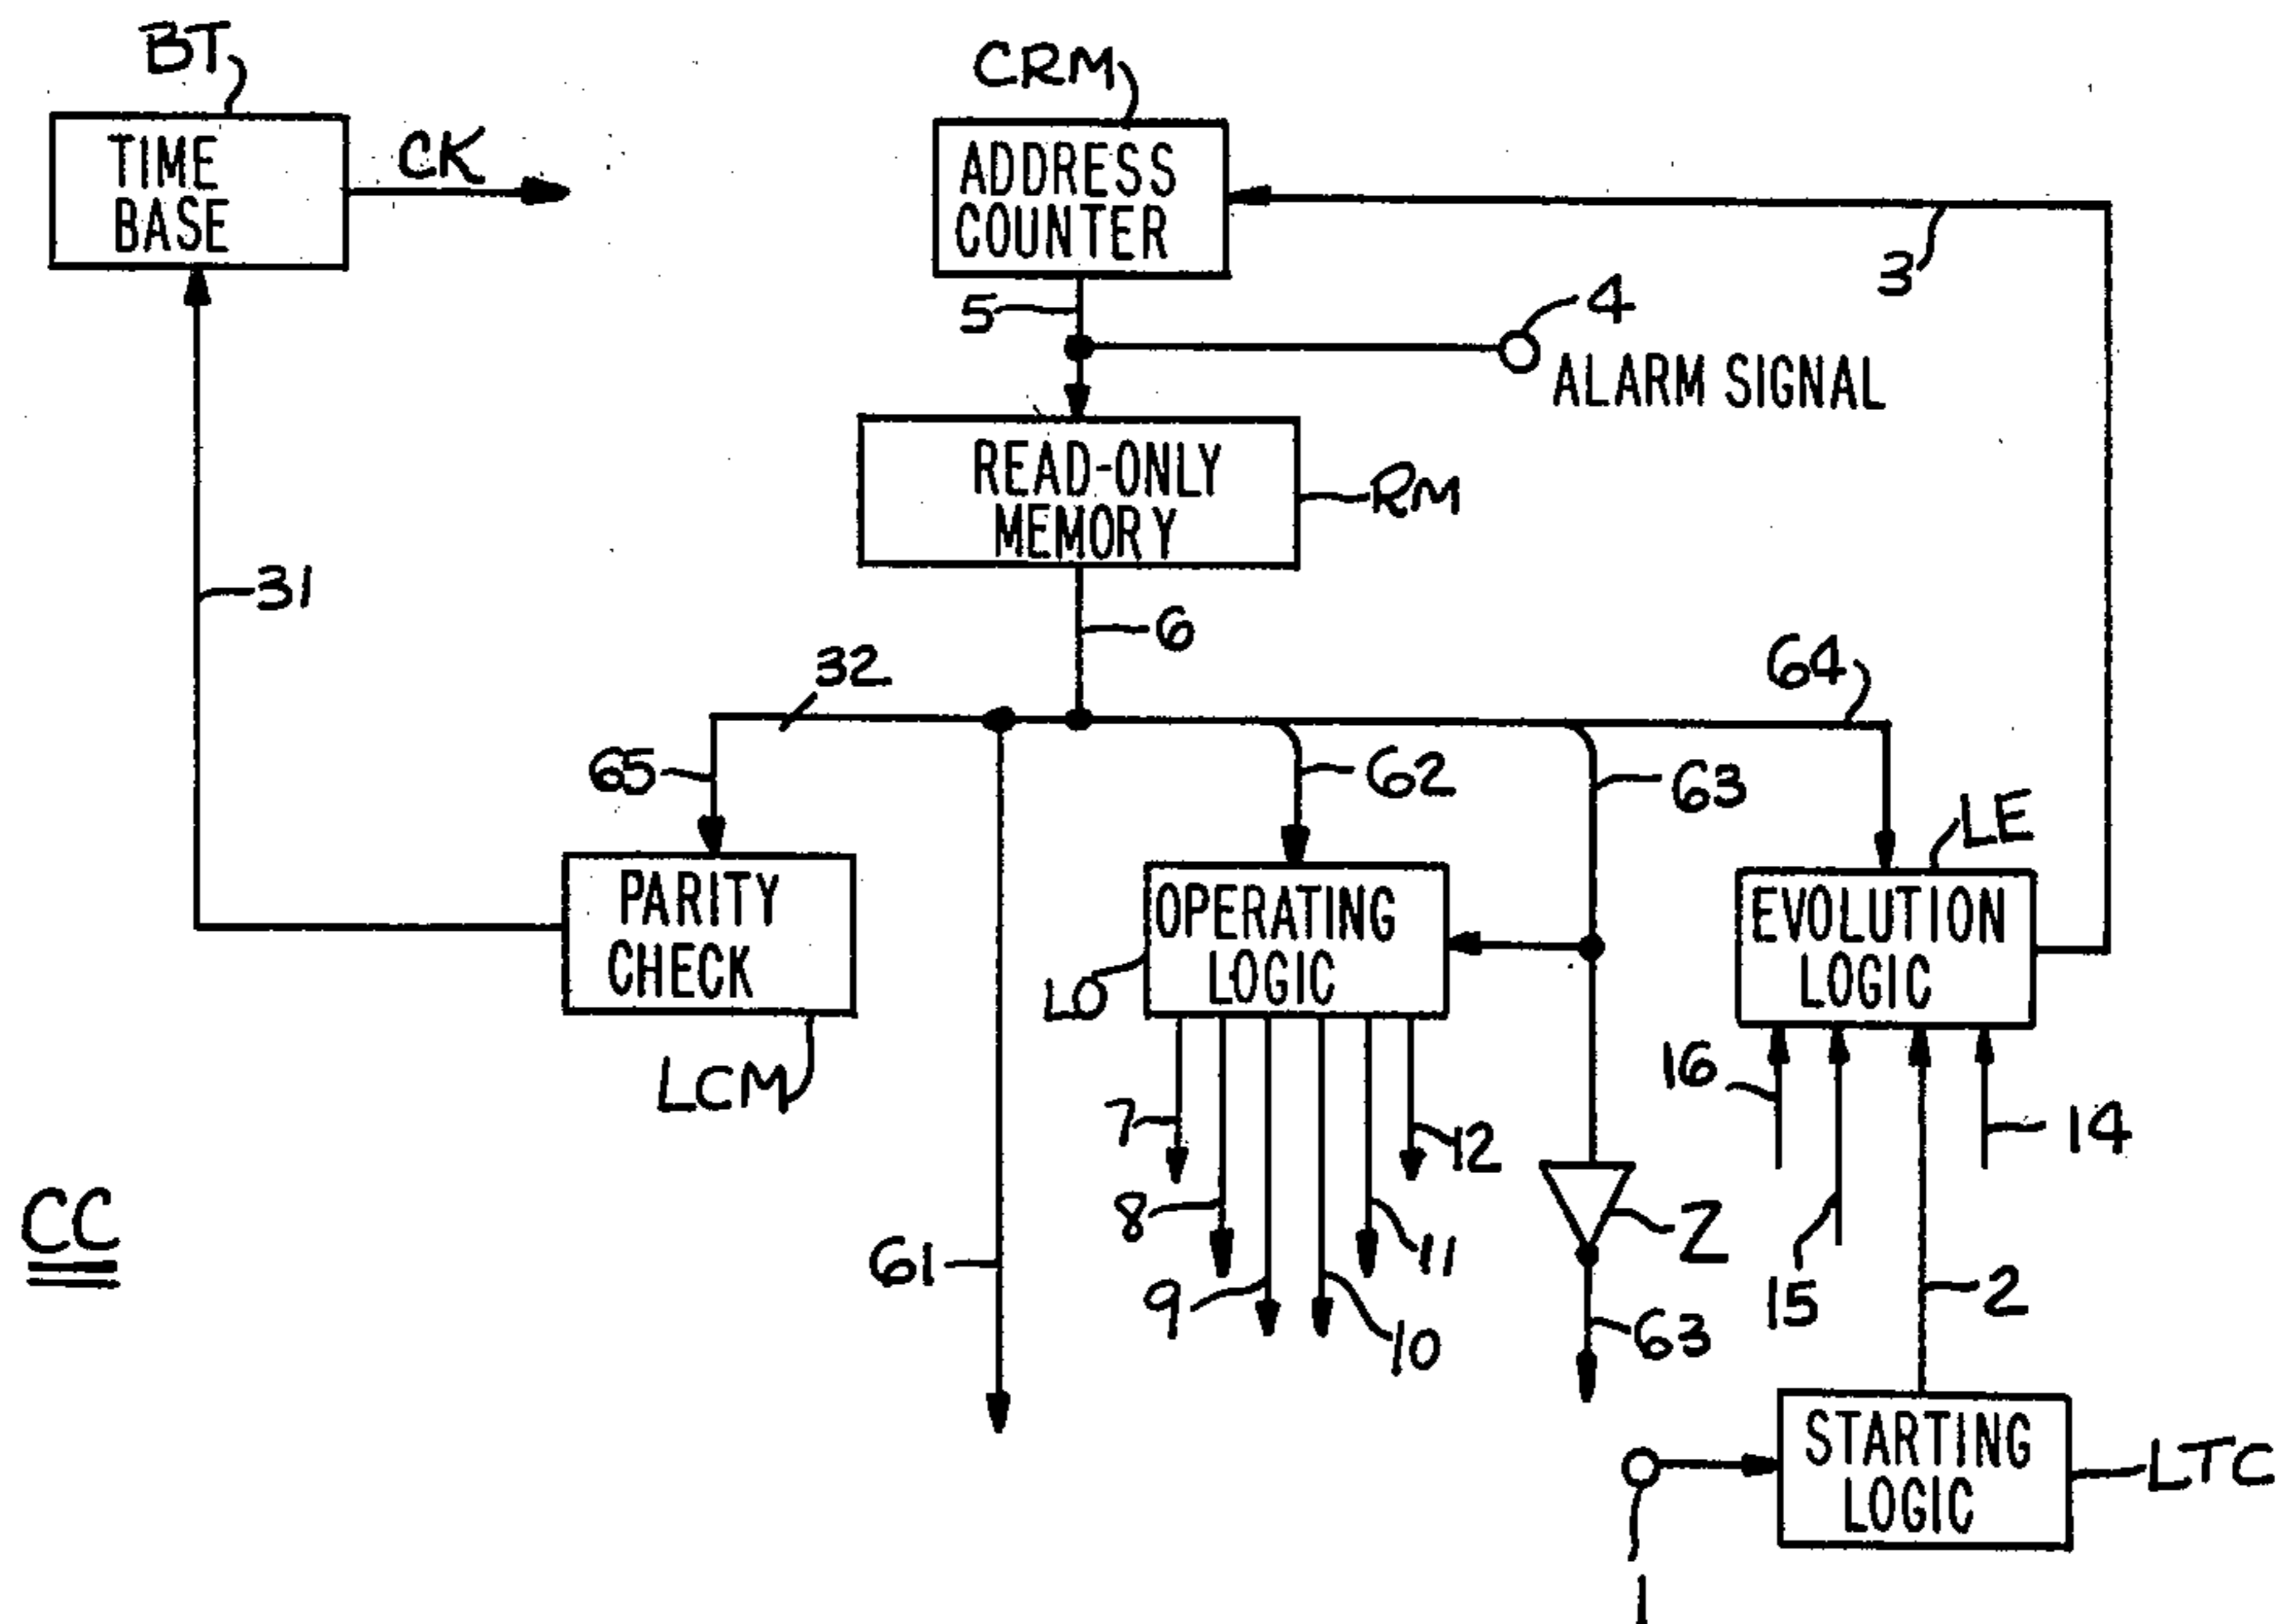 BT
CRM
TIME
BASE
CK
ADDRESS
COUNTER
3
5
4
ALARM SIGNAL
READ-ONLY
MEMORY
RM
31
6
32
64
65
62
63
LE
PARITY
CHECK
OPERATING
LOGIC
EVOLUTION
LOGIC
LO
LCM
16
14
7
12
8
11
Z
CC
61
9
10
15
2
63
STARTING
LOGIC
LTC
1